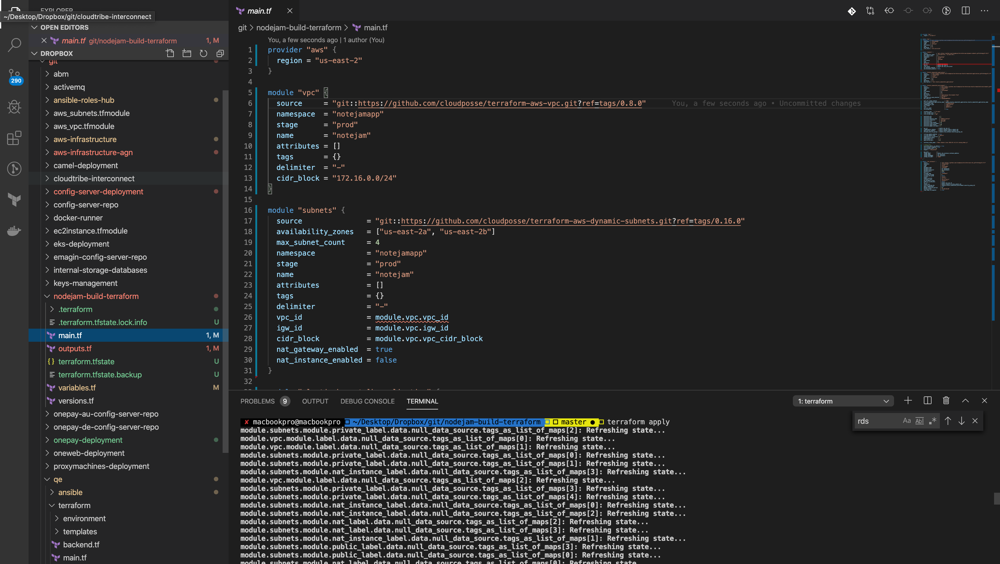 EXPLORER
~/Desktop/Dropbox/git/cloudtribe-interconnect
OPEN EDITORS
main.tf git/nodejam-build-terraform 1, M
DROPBOX
git
abm
activemq
290
ansible-roles-hub
aws_subnets.tfmodule
aws_vpc.tfmodule
aws-infrastructure
aws-infrastructure-agn
camel-deployment
cloudtribe-interconnect
config-server-deployment
config-server-repo
docker-runner
ec2instance.tfmodule
eks-deployment
emagin-config-server-repo
internal-storage-databases
keys-management
nodejam-build-terraform
.terraform
.terraform.tfstate.lock.info U
main.tf 1, M
outputs.tf 1, M
terraform.tfstate U
terraform.tfstate.backup U
variables.tf M
versions.tf
onepay-au-config-server-repo
onepay-de-config-server-repo
onepay-deployment
oneweb-deployment
proxymachines-deployment
qe
ansible
terraform
environment
templates
backend.tf
main.tf
main.tf
git > nodejam-build-terraform > main.tf
You, a few seconds ago | 1 author (You)
1 provider "aws" {
2 region = "us-east-2"
3 }
4
5 module "vpc" {
6 source = "git::https://github.com/cloudposse/terraform-aws-vpc.git?ref=tags/0.8.0" You, a few seconds ago • Uncommitted changes
7 namespace = "notejamapp"
8 stage = "prod"
9 name = "notejam"
10 attributes = []
11 tags = {}
12 delimiter = "-"
13 cidr_block = "172.16.0.0/24"
14 }
15
16 module "subnets" {
17 source = "git::https://github.com/cloudposse/terraform-aws-dynamic-subnets.git?ref=tags/0.16.0"
18 availability_zones = ["us-east-2a", "us-east-2b"]
19 max_subnet_count = 4
20 namespace = "notejamapp"
21 stage = "prod"
22 name = "notejam"
23 attributes = []
24 tags = {}
25 delimiter = "-"
26 vpc_id = module.vpc.vpc_id
27 igw_id = module.vpc.igw_id
28 cidr_block = module.vpc.vpc_cidr_block
29 nat_gateway_enabled = true
30 nat_instance_enabled = false
31 }
32
PROBLEMS 9 OUTPUT DEBUG CONSOLE TERMINAL 1: terraform
rds Aa Abl .*
✘ macbookpro@macbookpro ~/Desktop/Dropbox/git/nodejam-build-terraform master ● terraform apply
module.subnets.module.private_label.data.null_data_source.tags_as_list_of_maps[2]: Refreshing state...
module.vpc.module.label.data.null_data_source.tags_as_list_of_maps[0]: Refreshing state...
module.vpc.module.label.data.null_data_source.tags_as_list_of_maps[1]: Refreshing state...
module.subnets.module.private_label.data.null_data_source.tags_as_list_of_maps[0]: Refreshing state...
module.subnets.module.private_label.data.null_data_source.tags_as_list_of_maps[1]: Refreshing state...
module.subnets.module.nat_instance_label.data.null_data_source.tags_as_list_of_maps[3]: Refreshing state...
module.vpc.module.label.data.null_data_source.tags_as_list_of_maps[2]: Refreshing state...
module.subnets.module.private_label.data.null_data_source.tags_as_list_of_maps[3]: Refreshing state...
module.subnets.module.private_label.data.null_data_source.tags_as_list_of_maps[4]: Refreshing state...
module.subnets.module.nat_instance_label.data.null_data_source.tags_as_list_of_maps[0]: Refreshing state...
module.subnets.module.nat_instance_label.data.null_data_source.tags_as_list_of_maps[2]: Refreshing state...
module.subnets.module.nat_label.data.null_data_source.tags_as_list_of_maps[2]: Refreshing state...
module.subnets.module.nat_label.data.null_data_source.tags_as_list_of_maps[3]: Refreshing state...
module.subnets.module.nat_instance_label.data.null_data_source.tags_as_list_of_maps[1]: Refreshing state...
module.subnets.module.public_label.data.null_data_source.tags_as_list_of_maps[3]: Refreshing state...
module.subnets.module.public_label.data.null_data_source.tags_as_list_of_maps[0]: Refreshing state...
module.subnets.module.nat_label.data.null_data_source.tags_as_list_of_maps[0]: Refreshing state...